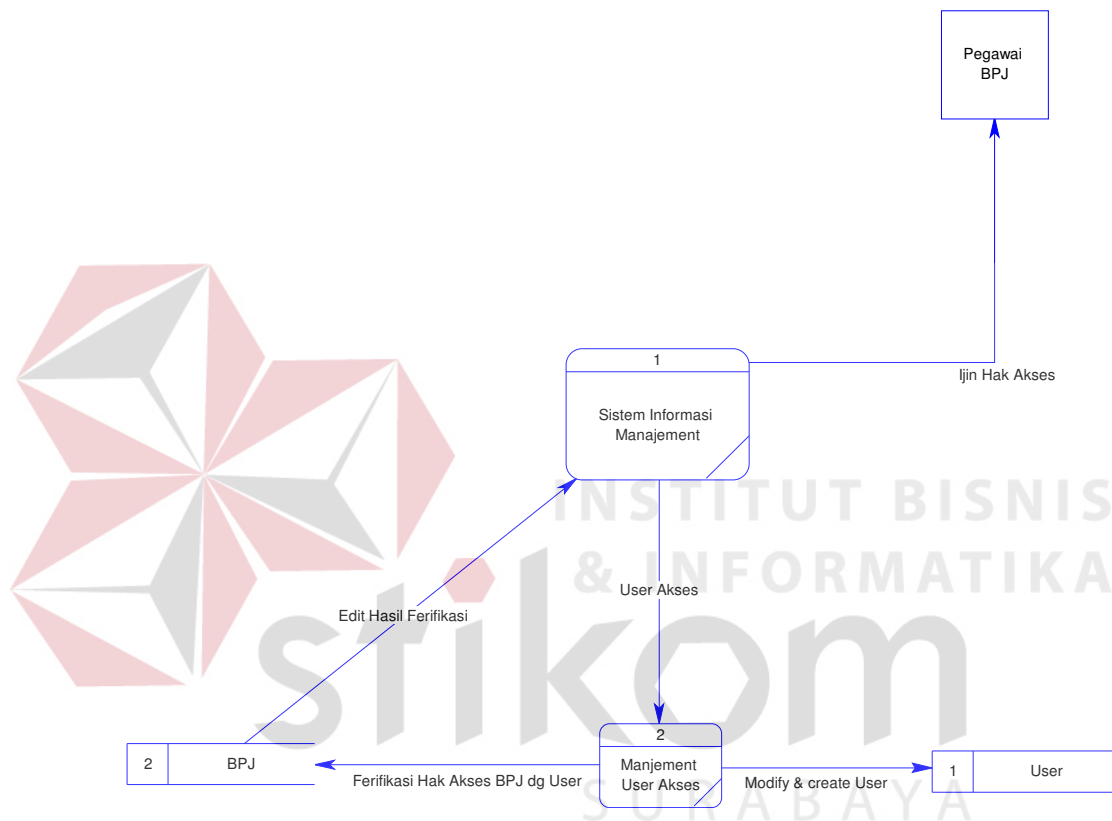 Pegawai
BPJ
1
Ijin Hak Akses
Sistem Informasi
Manajement
INSTITUT BISNIS
& INFORMATIKA
User Akses
Edit Hasil Ferifikasi
stikom
2
Manjement
User Akses
2
BPJ
Ferifikasi Hak Akses BPJ dg User
Modify & create User
1
User
SURABAYA